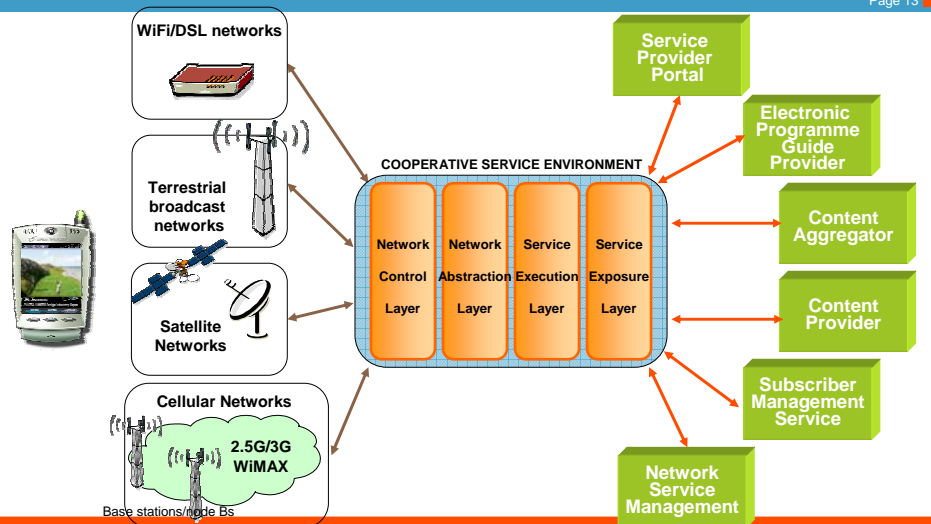 Page 13
WiFi/DSL networks
Terrestrial
broadcast
networks
Satellite
Networks
Cellular Networks
2.5G/3G
WiMAX
Base stations/node Bs
COOPERATIVE SERVICE ENVIRONMENT
Network
Control
Layer
Network
Abstraction
Layer
Service
Execution
Layer
Service
Exposure
Layer
Service
Provider
Portal
Electronic
Programme
Guide
Provider
Content
Aggregator
Content
Provider
Subscriber
Management
Service
Network
Service
Management